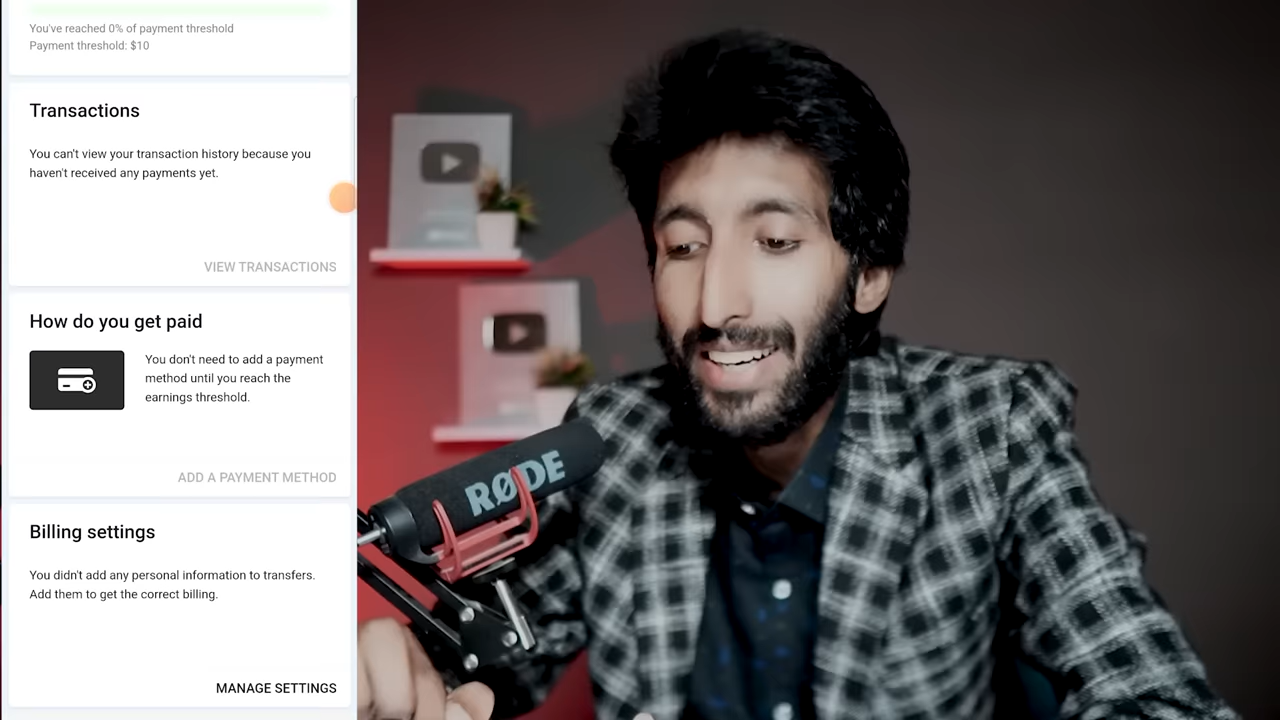 You've reached 0% of payment threshold
Payment threshold: $10
Transactions
You can't view your transaction history because you
haven't received any payments yet.
VIEW TRANSACTIONS
How do you get paid
You don't need to add a payment
method until you reach the
earnings threshold.
ADD A PAYMENT METHOD
Billing settings
You didn't add any personal information to transfers.
Add them to get the correct billing.
MANAGE SETTINGS
RØDE